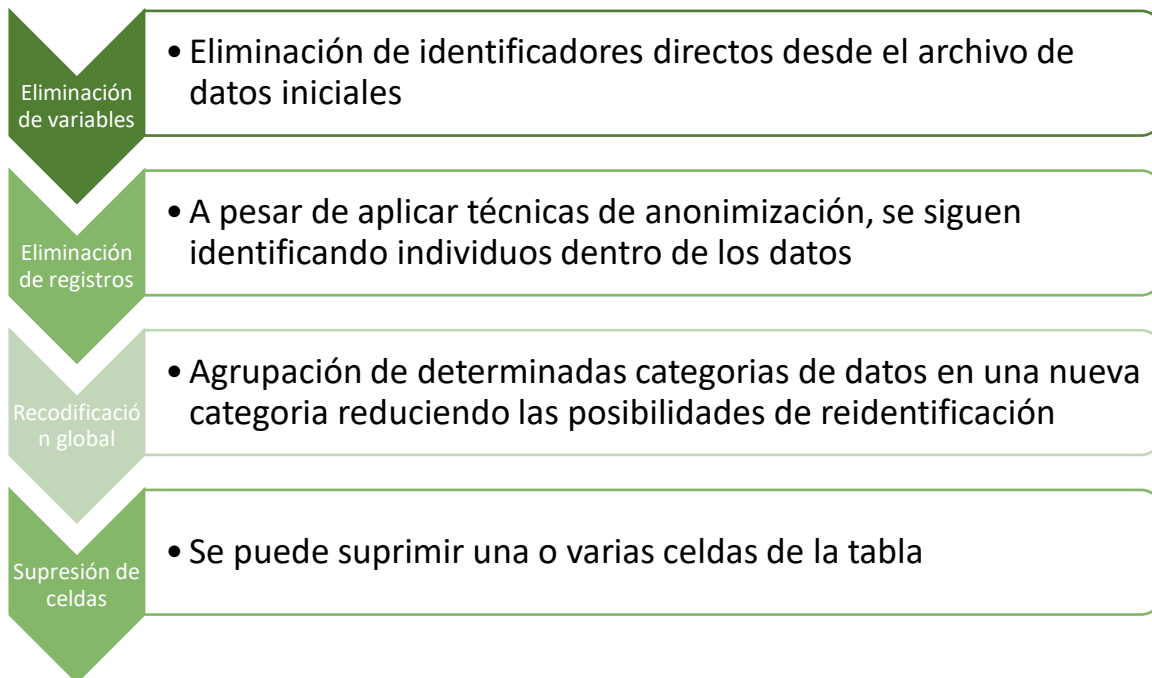 Eliminación
de variables
• Eliminación de identificadores directos desde el archivo de
datos iniciales
Eliminación
de registros
• A pesar de aplicar técnicas de anonimización, se siguen
identificando individuos dentro de los datos
Recodificació
n global
• Agrupación de determinadas categorias de datos en una nueva
categoria reduciendo las posibilidades de reidentificación
Supresión de
celdas
• Se puede suprimir una o varias celdas de la tabla